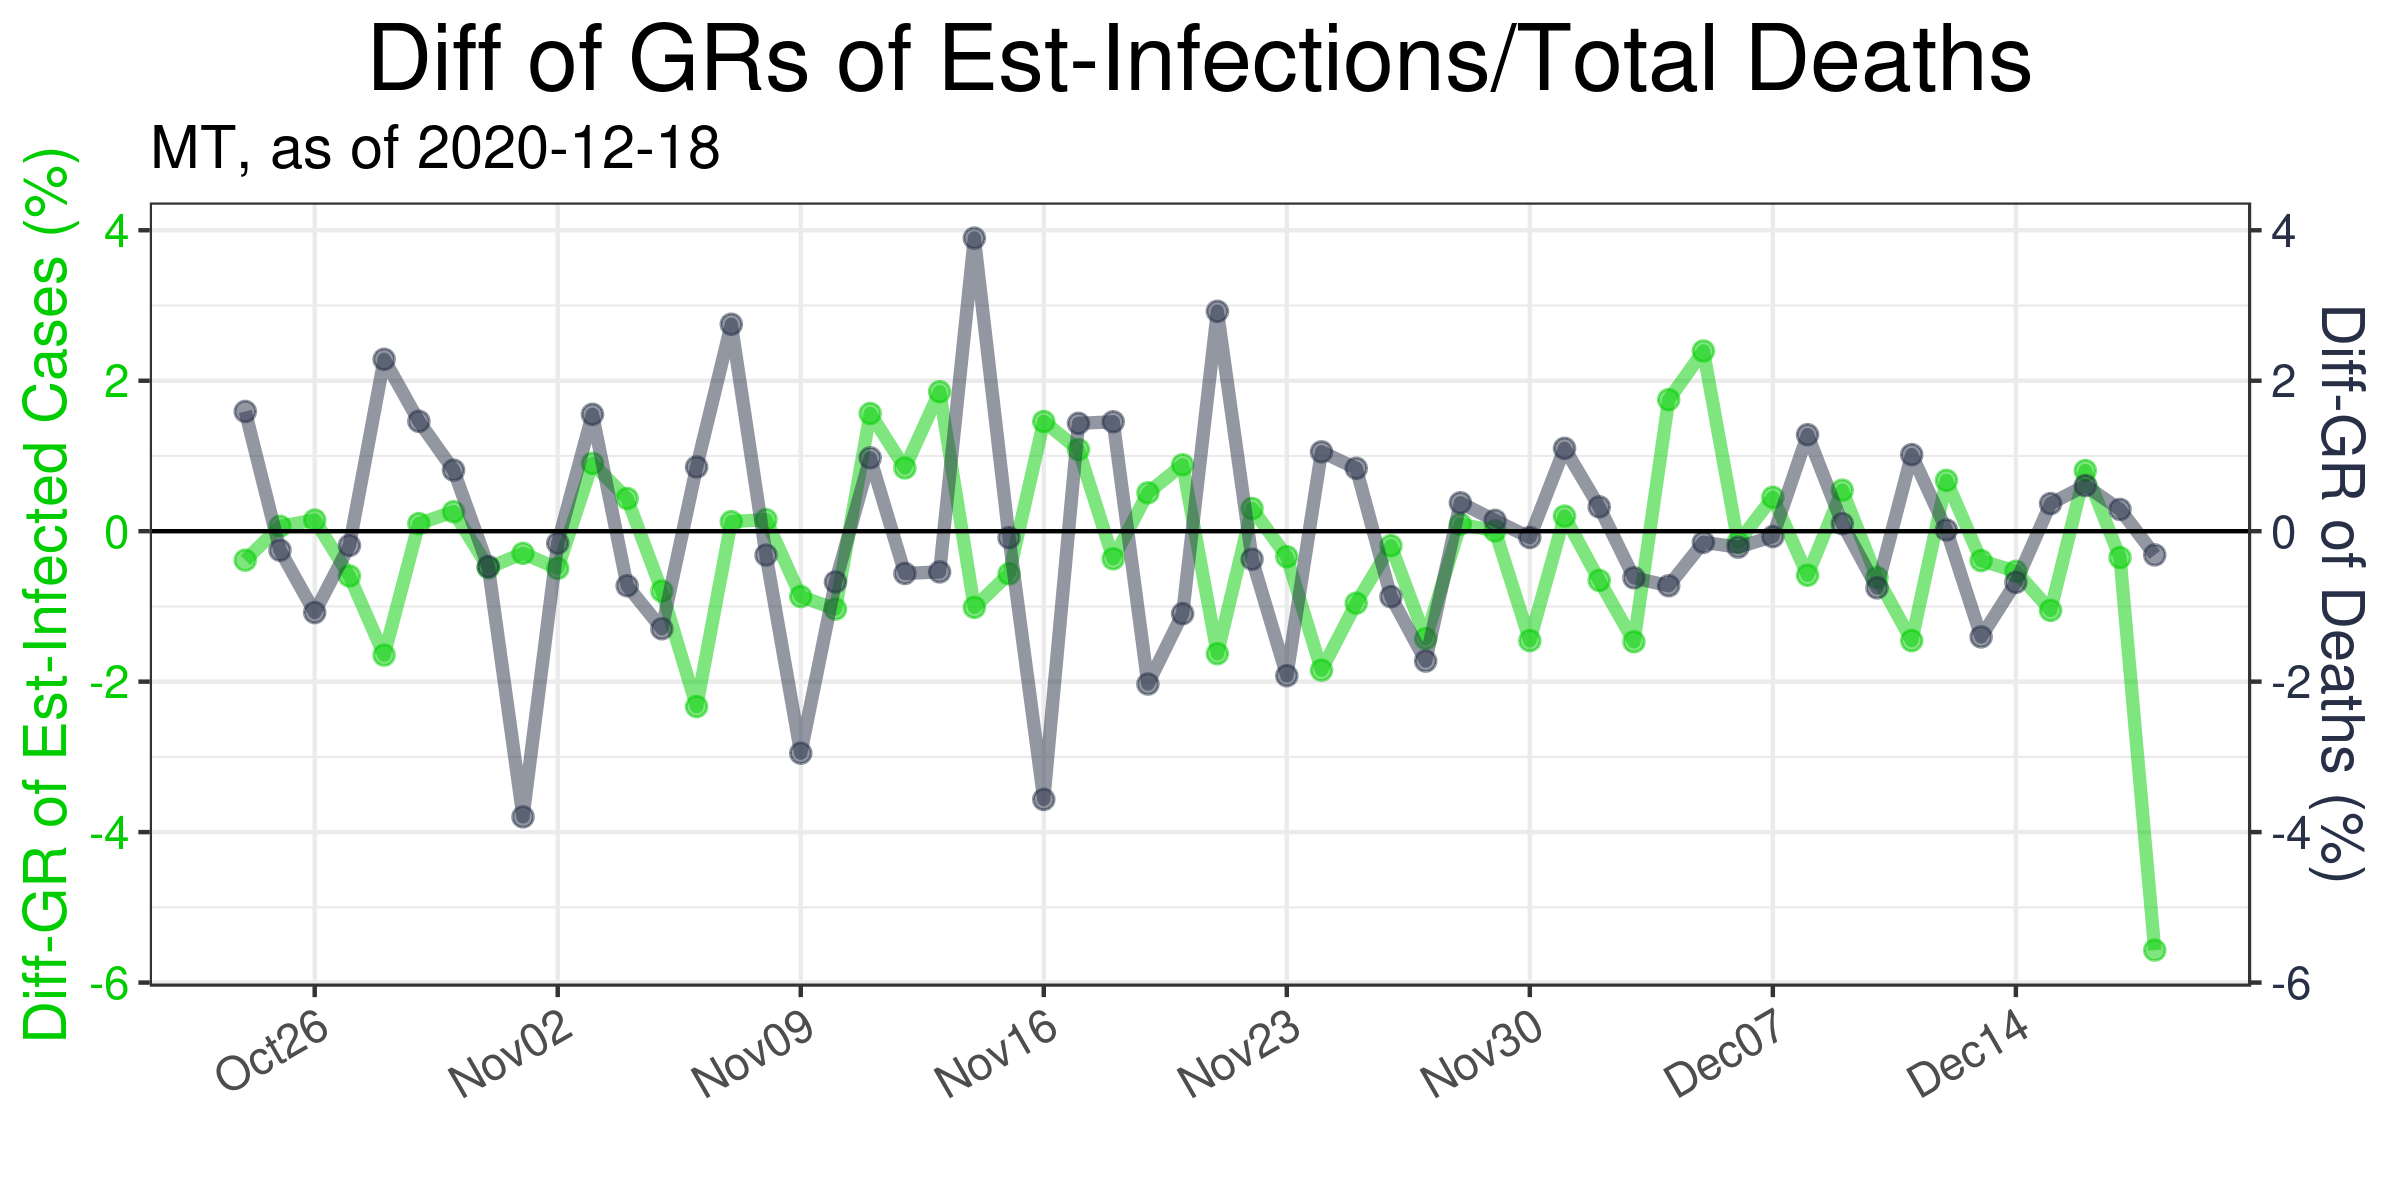 Diff of GRs of Est-Infections/Total Deaths
MT, as of 2020-12-18
Diff-GR of Est-Infected Cases (%)
4
2
0
-2
-4
-6
4
2
0
-2
-4
-6
Diff-GR of Deaths (%)
Oct26
Nov02
Nov09
Nov16
Nov23
Nov30
Dec07
Dec14